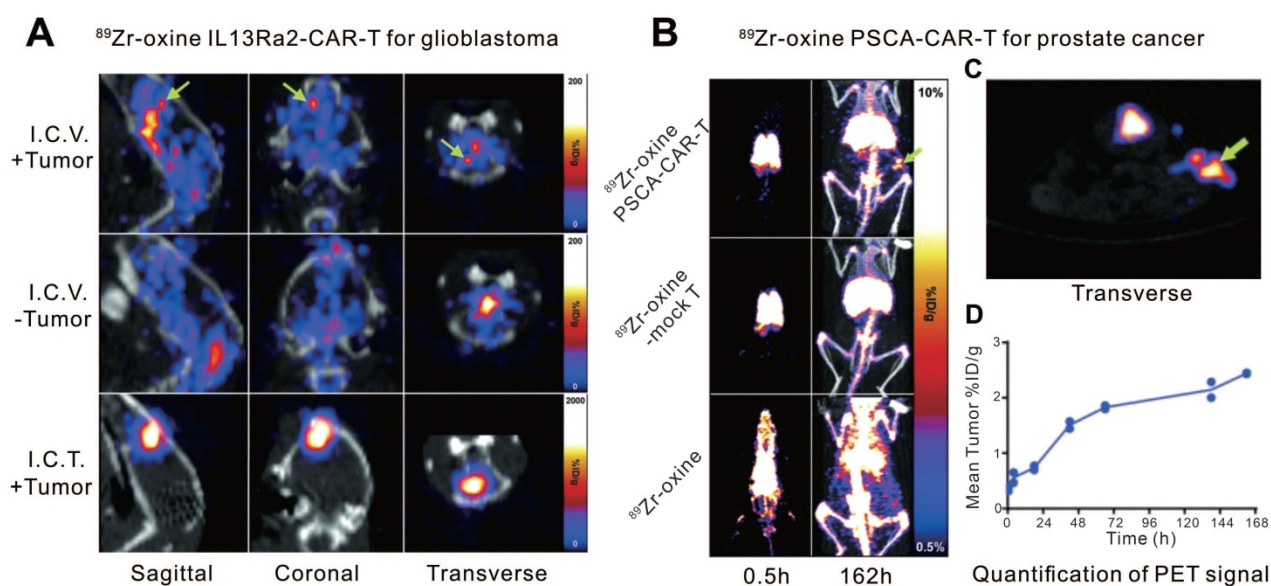 A
⁸⁹Zr-oxine IL13Ra2-CAR-T for glioblastoma
I.C.V.
+Tumor
200
%ID/g
0
I.C.V.
-Tumor
200
%ID/g
0
I.C.T.
+Tumor
2000
%ID/g
0
Sagittal
Coronal
Transverse
B
⁸⁹Zr-oxine PSCA-CAR-T for prostate cancer
⁸⁹Zr-oxine
PSCA-CAR-T
⁸⁹Zr-oxine
-mock T
⁸⁹Zr-oxine
10%
%ID/g
0.5%
0.5h
162h
C
Transverse
D
Mean Tumor %ID/g
3
2
1
0
0
24
48
72
96
120
144
168
Time (h)
Quantification of PET signal